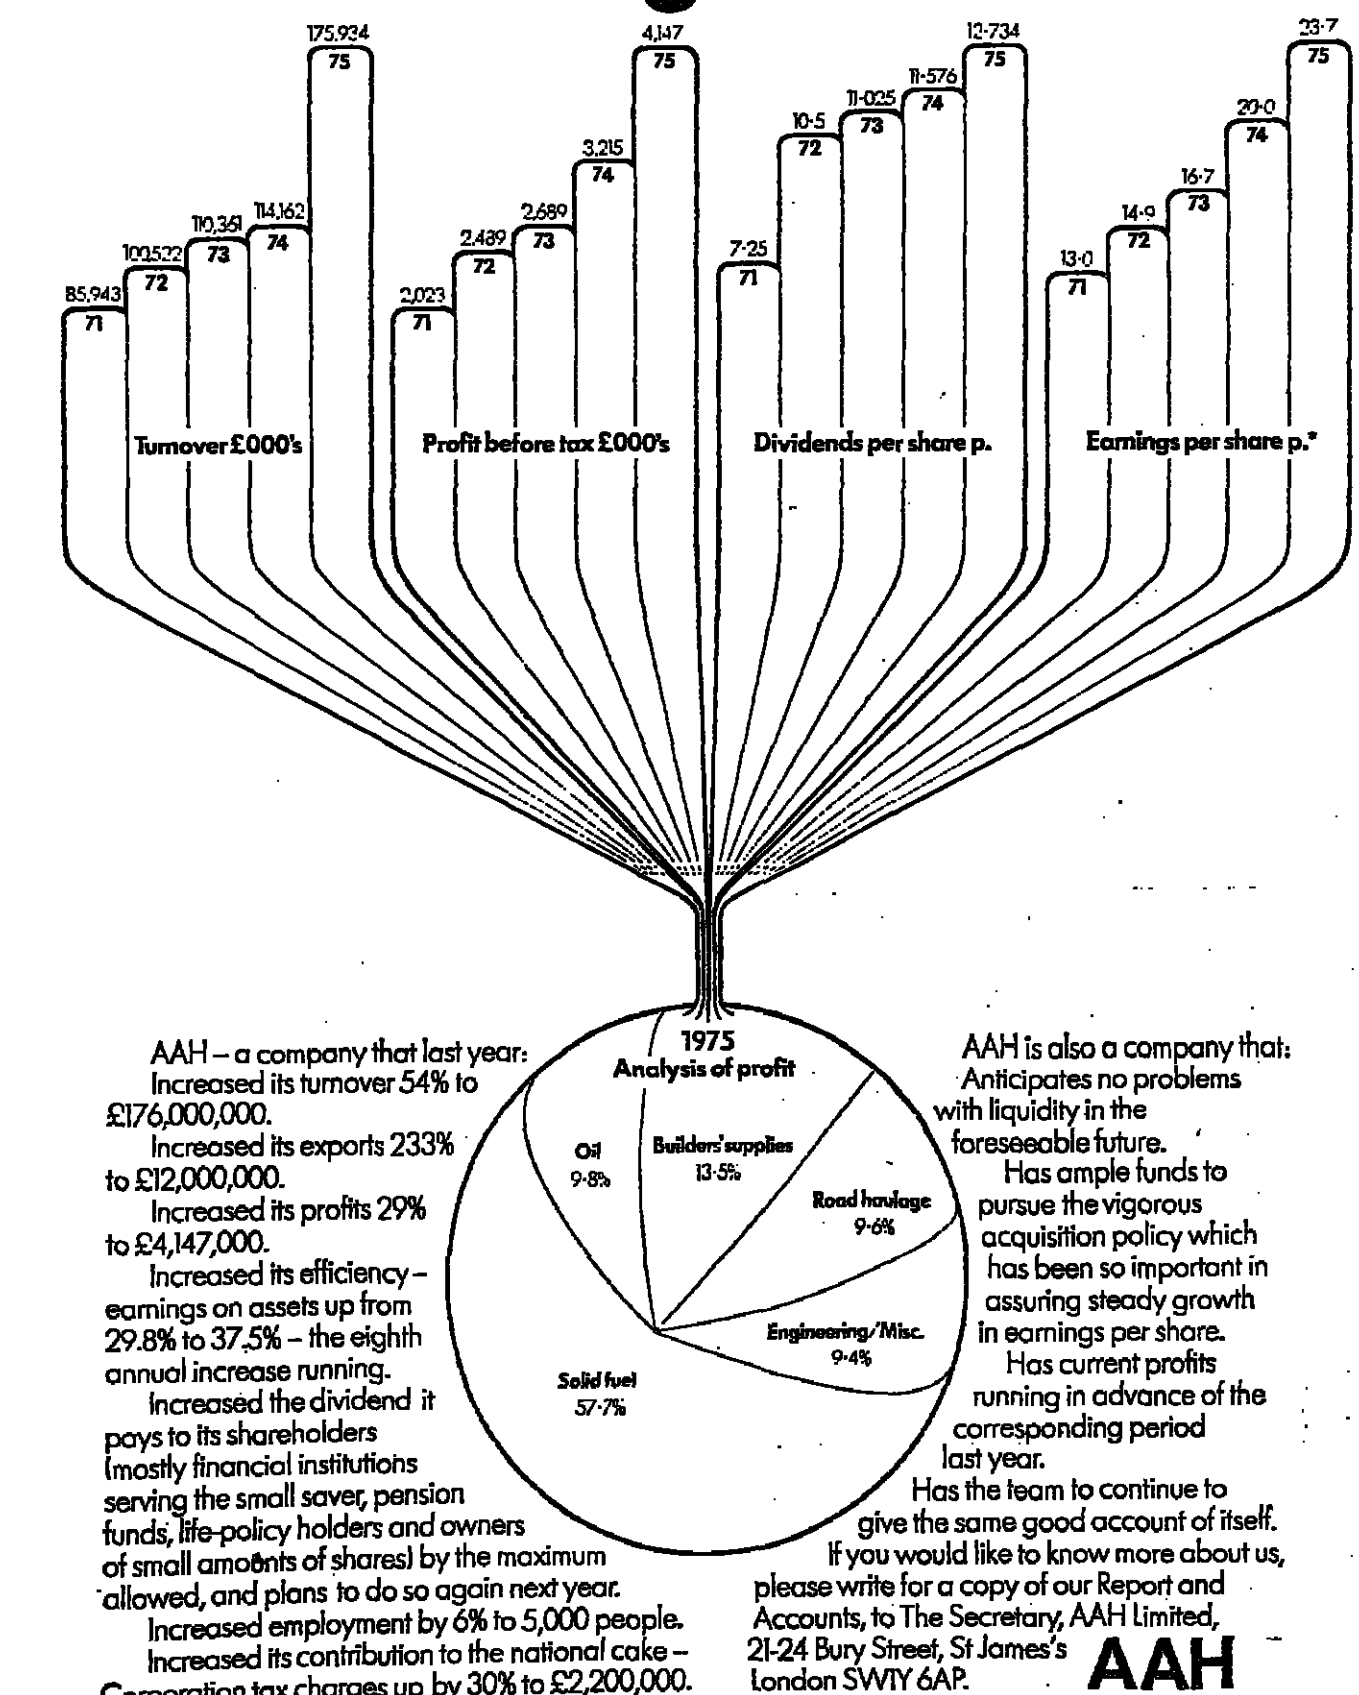 175,934
75
114,162
74
110,361
73
100,522
72
85,943
71
Turnover £000's
4,147
75
3,215
74
2,689
73
2,489
72
2,023
71
Profit before tax £000's
12·734
75
11·576
74
11·025
73
10·5
72
7·25
71
Dividends per share p.
23·7
75
20·0
74
16·7
73
14·9
72
13·0
71
Earnings per share p.*
1975
Analysis of profit
Oil
9·8%
Builders' supplies
13·5%
Road haulage
9·6%
Engineering/Misc.
9·4%
Solid fuel
57·7%
AAH – a company that last year:
Increased its turnover 54% to
£176,000,000.
Increased its exports 233%
to £12,000,000.
Increased its profits 29%
to £4,147,000.
Increased its efficiency –
earnings on assets up from
29.8% to 37.5% – the eighth
annual increase running.
Increased the dividend it
pays to its shareholders
(mostly financial institutions
serving the small saver, pension
funds, life-policy holders and owners
of small amounts of shares) by the maximum
allowed, and plans to do so again next year.
Increased employment by 6% to 5,000 people.
Increased its contribution to the national cake –
Corporation tax charges up by 30% to £2,200,000.
AAH is also a company that:
Anticipates no problems
with liquidity in the
foreseeable future.
Has ample funds to
pursue the vigorous
acquisition policy which
has been so important in
assuring steady growth
in earnings per share.
Has current profits
running in advance of the
corresponding period
last year.
Has the team to continue to
give the same good account of itself.
If you would like to know more about us,
please write for a copy of our Report and
Accounts, to The Secretary, AAH Limited,
21-24 Bury Street, St James's
London SW1Y 6AP.
AAH